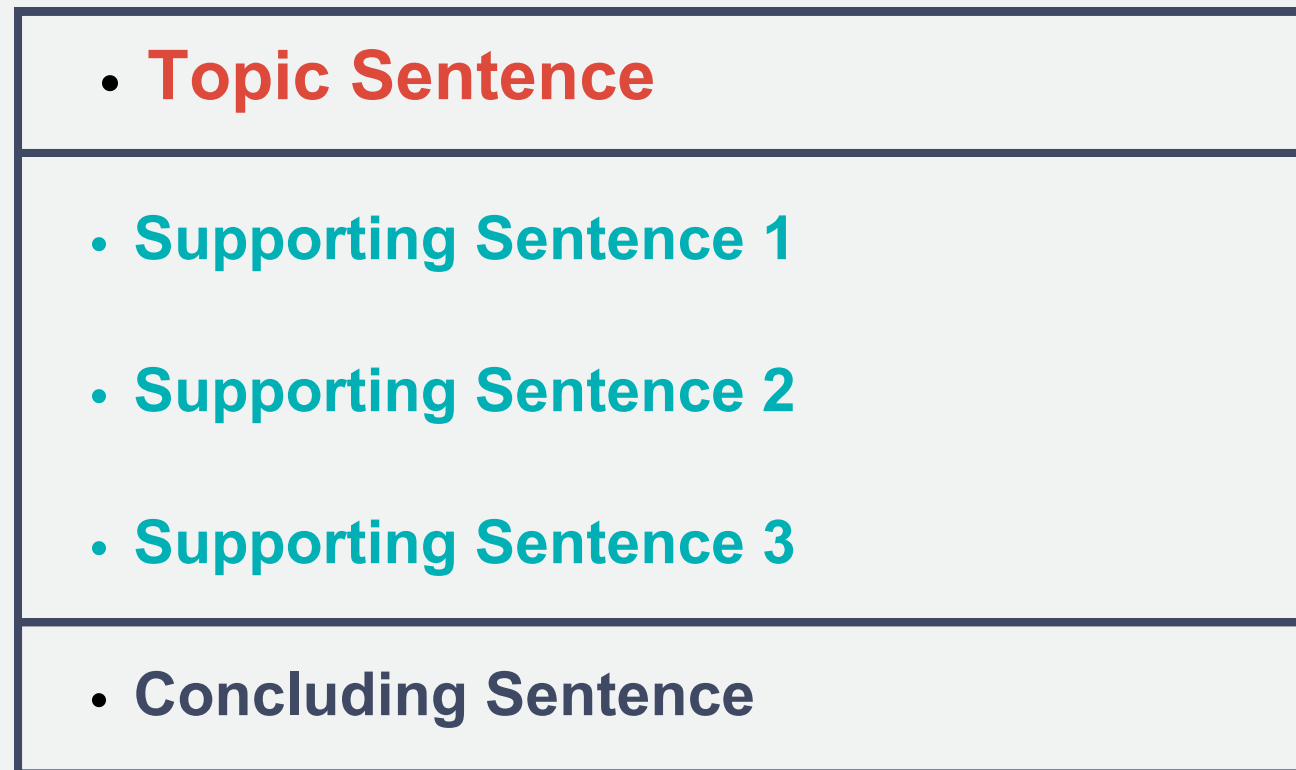 • Topic Sentence
• Supporting Sentence 1
• Supporting Sentence 2
• Supporting Sentence 3
• Concluding Sentence